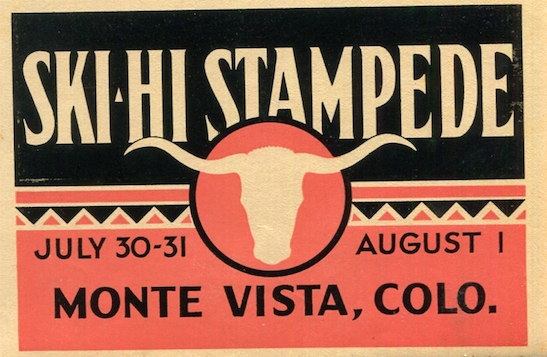 SKI-HI STAMPEDE
JULY 30-31 AUGUST 1
MONTE VISTA, COLO.